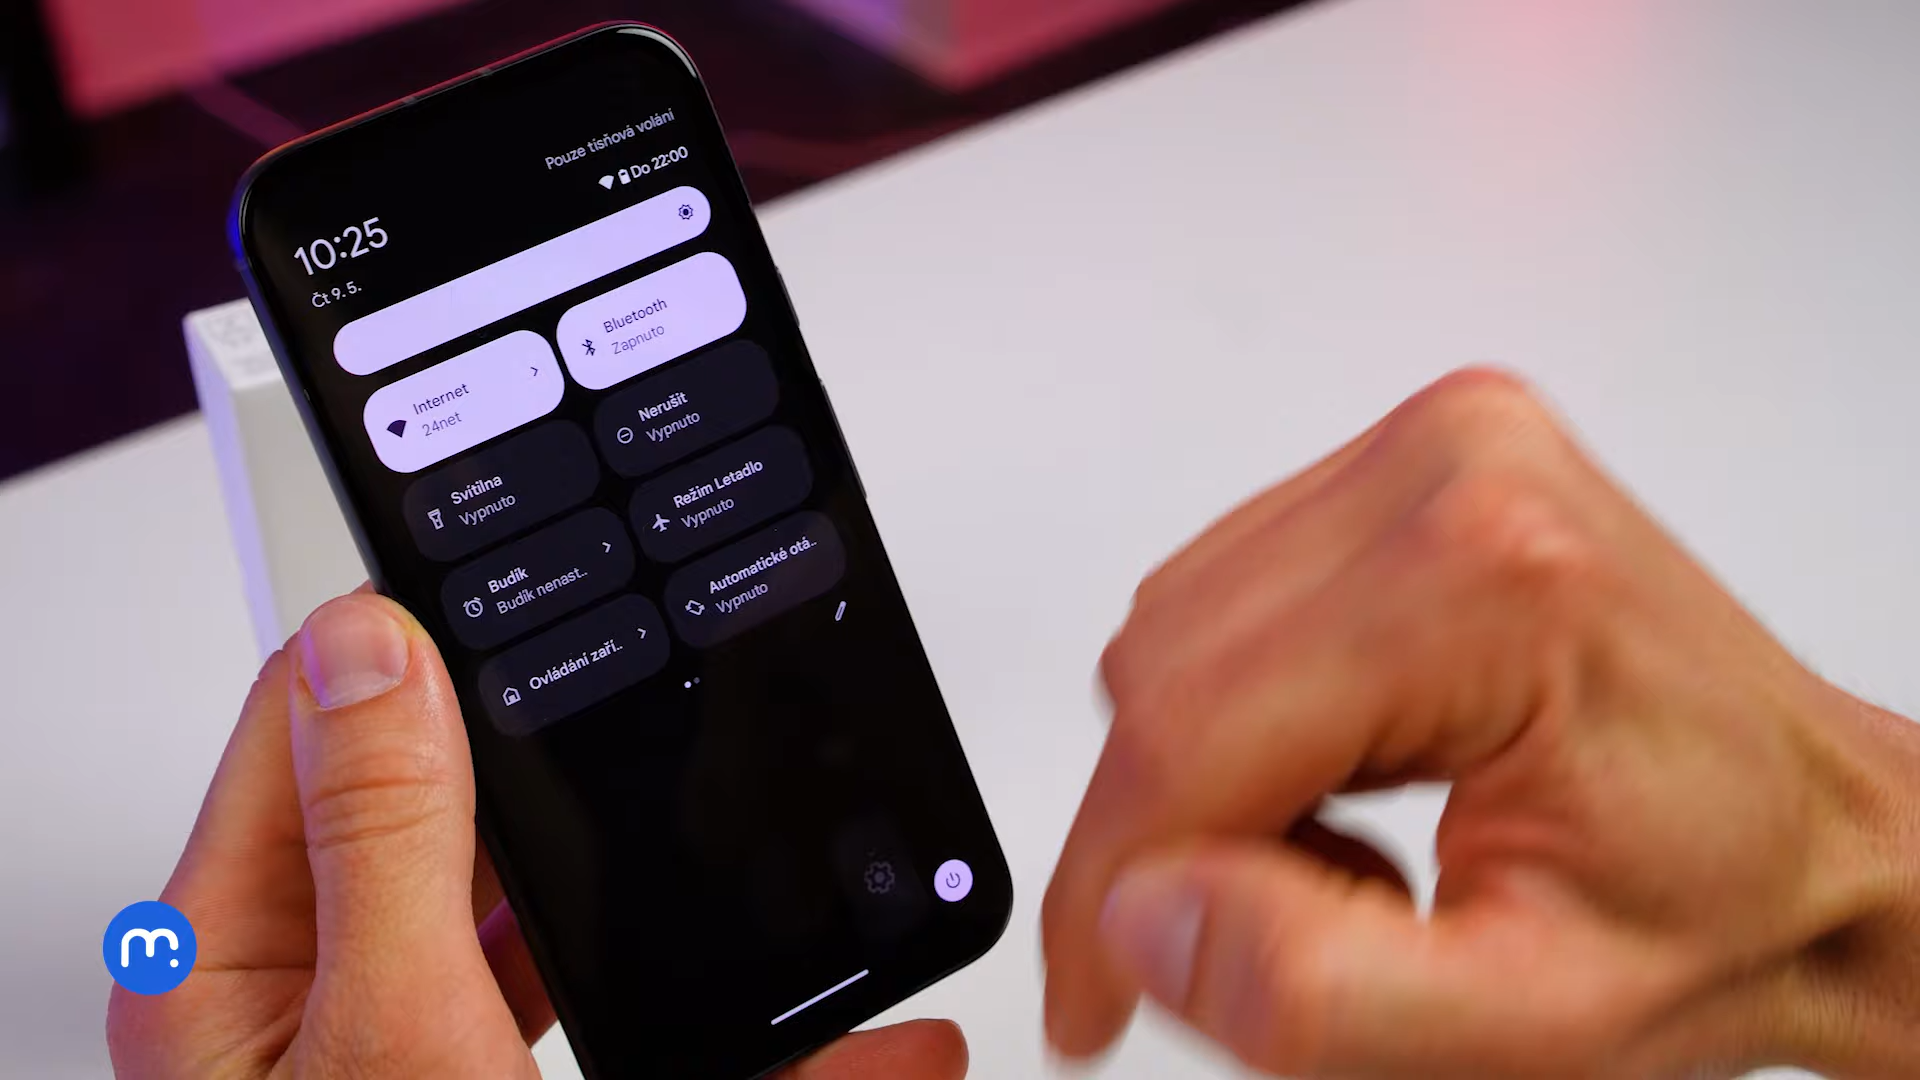 Pouze tísňová volání
Do 22:00
10:25
Čt 9. 5.
Internet
24net
Bluetooth
Zapnuto
Svítilna
Vypnuto
Nerušit
Vypnuto
Budík
Budík nenast..
Režim Letadlo
Vypnuto
Ovládání zaří..
Automatické otá..
Vypnuto
m.